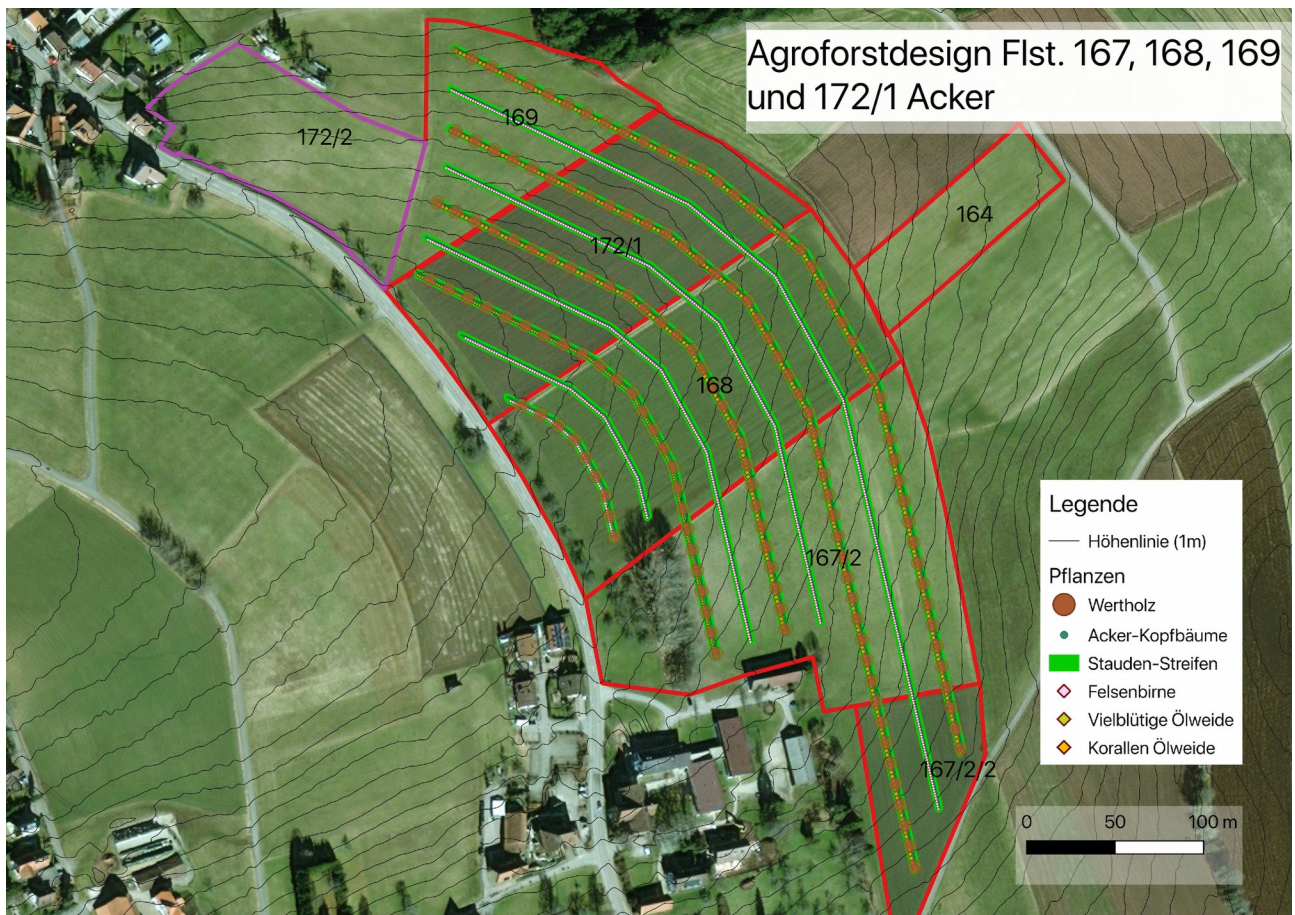 Agroforstdesign Flst. 167, 168, 169
und 172/1 Acker
169
172/2
164
172/1
168
167/2
167/2/2
Legende
Höhenlinie (1m)
Pflanzen
Wertholz
Acker-Kopfbäume
Stauden-Streifen
Felsenbirne
Vielblütige Ölweide
Korallen Ölweide
0 50 100 m